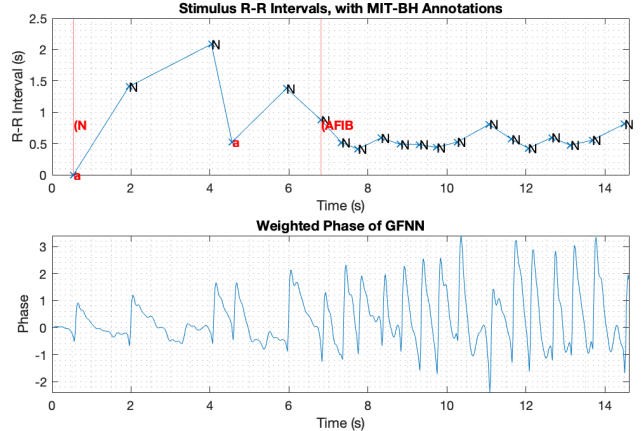 Stimulus R-R Intervals, with MIT-BH Annotations
R-R Interval (s)
2.5
2
1.5
1
0.5
0
(N
a
N
N
a
N
N
(AFIB
N
N
N
N
N
N
N
N
N
N
N
N
N
N
0 2 4 6 8 10 12 14
Time (s)
Weighted Phase of GFNN
Phase
3
2
1
0
-1
-2
0 2 4 6 8 10 12 14
Time (s)